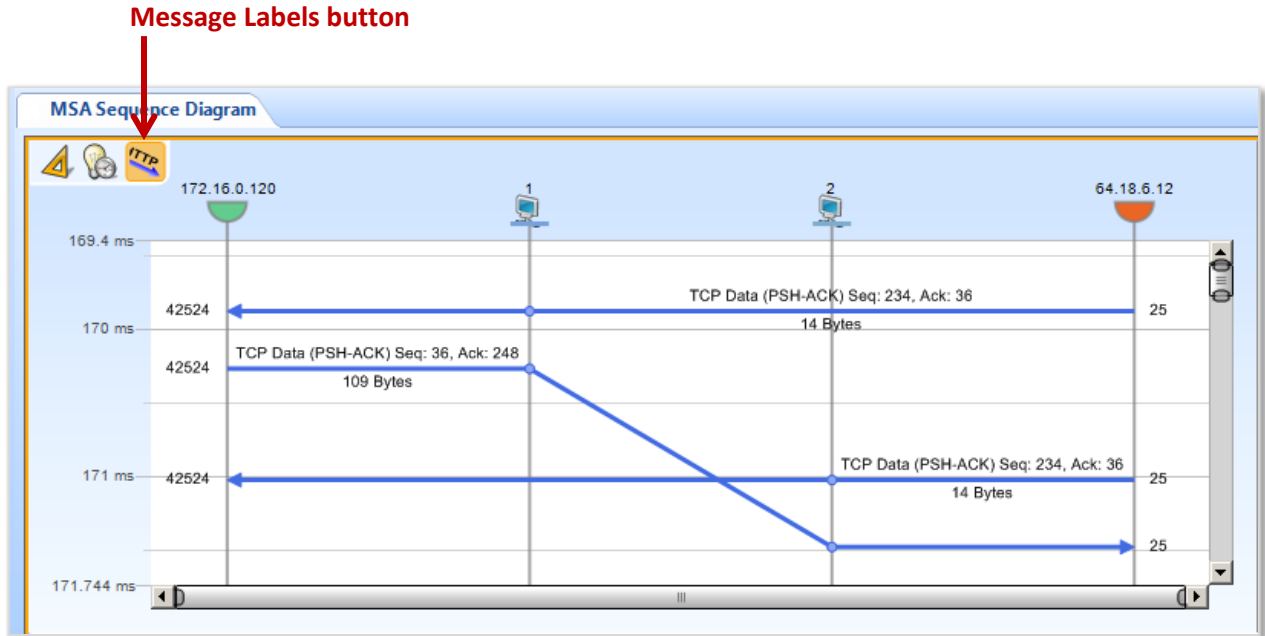 Message Labels button
MSA Sequence Diagram
172.16.0.120
1
2
64.18.6.12
169.4 ms
TCP Data (PSH-ACK) Seq: 234, Ack: 36
42524
25
14 Bytes
170 ms
TCP Data (PSH-ACK) Seq: 36, Ack: 248
42524
109 Bytes
TCP Data (PSH-ACK) Seq: 234, Ack: 36
171 ms
42524
25
14 Bytes
25
171.744 ms